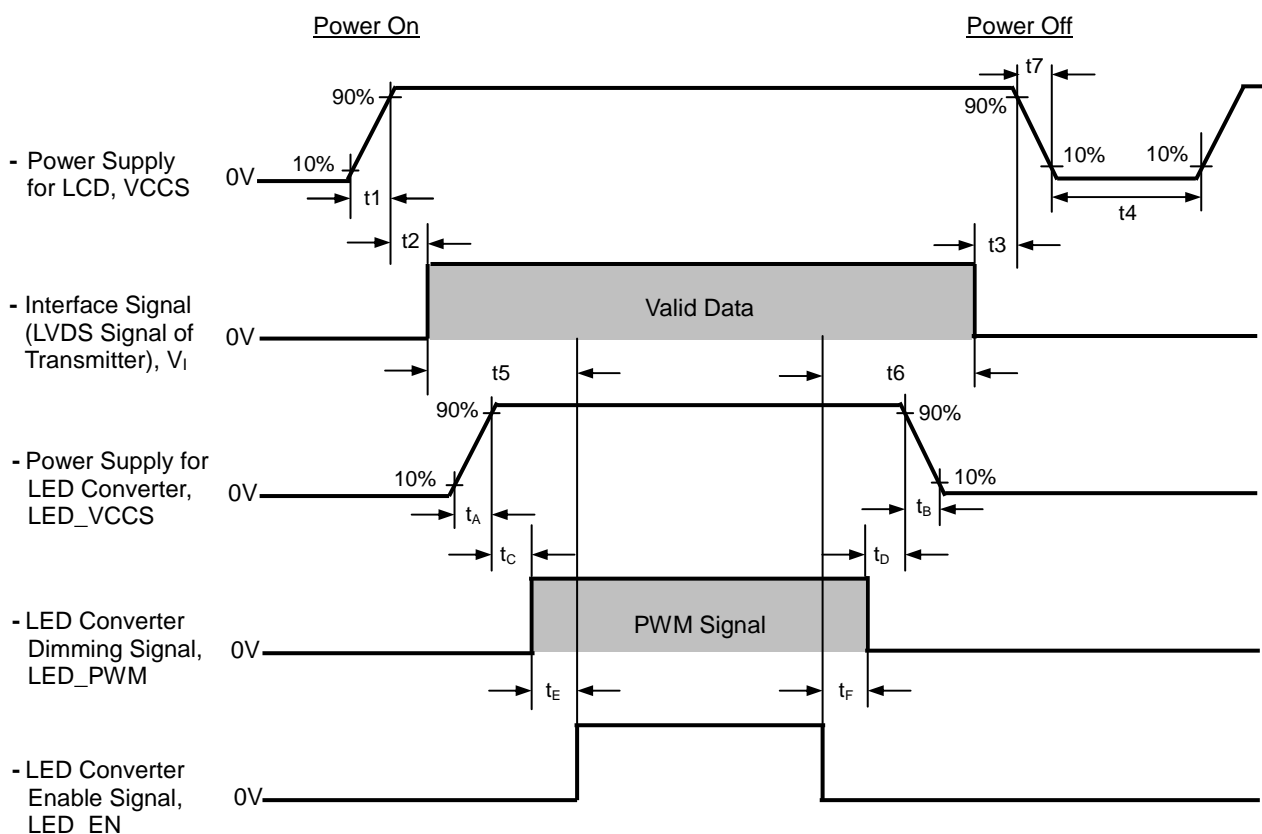 Power On
Power Off
t7
90%
90%
10%
10%
10%
- Power Supply
for LCD, VCCS
0V
t1
t4
t2
t3
- Interface Signal
(LVDS Signal of
Transmitter), VI
0V
Valid Data
t5
t6
90%
90%
- Power Supply for
LED Converter,
LED_VCCS
0V
10%
10%
tA
tB
tC
tD
- LED Converter
Dimming Signal,
LED_PWM
0V
PWM Signal
tE
tF
- LED Converter
Enable Signal,
LED_EN
0V